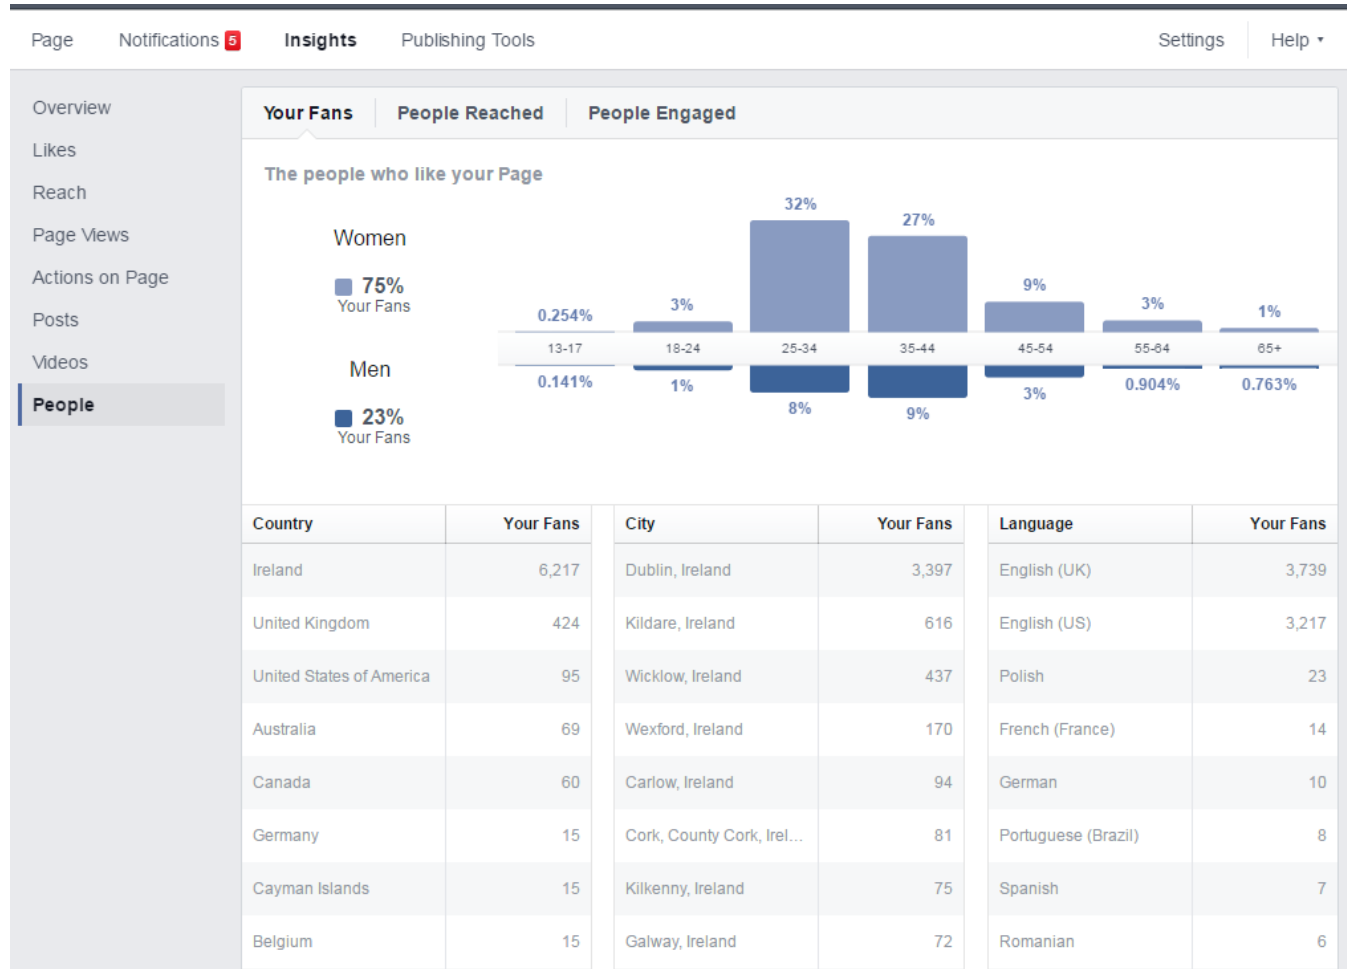 Page Notifications 5 Insights Publishing Tools Settings Help
Overview
Likes
Reach
Page Views
Actions on Page
Posts
Videos
People
Your Fans People Reached People Engaged
The people who like your Page
Women
75%
Your Fans
0.254% 3% 32% 27% 9% 3% 1%
13-17 18-24 25-34 35-44 45-54 55-64 65+
Men
23%
Your Fans
0.141% 1% 8% 9% 3% 0.904% 0.763%
Country Your Fans City Your Fans Language Your Fans
Ireland 6,217 Dublin, Ireland 3,397 English (UK) 3,739
United Kingdom 424 Kildare, Ireland 616 English (US) 3,217
United States of America 95 Wicklow, Ireland 437 Polish 23
Australia 69 Wexford, Ireland 170 French (France) 14
Canada 60 Carlow, Ireland 94 German 10
Germany 15 Cork, County Cork, Irel... 81 Portuguese (Brazil) 8
Cayman Islands 15 Kilkenny, Ireland 75 Spanish 7
Belgium 15 Galway, Ireland 72 Romanian 6